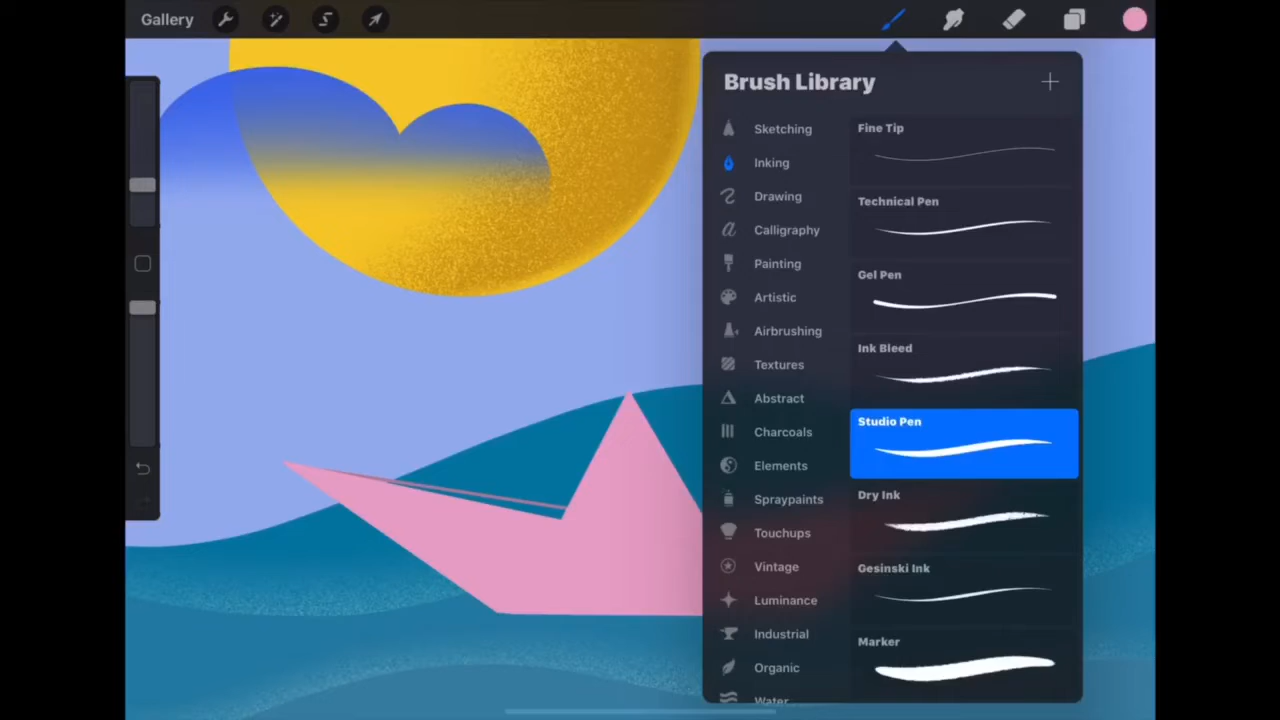 Gallery
Brush Library
Sketching
Inking
Drawing
Calligraphy
Painting
Artistic
Airbrushing
Textures
Abstract
Charcoals
Elements
Spraypaints
Touchups
Vintage
Luminance
Industrial
Organic
Water
Fine Tip
Technical Pen
Gel Pen
Ink Bleed
Studio Pen
Dry Ink
Gesinski Ink
Marker